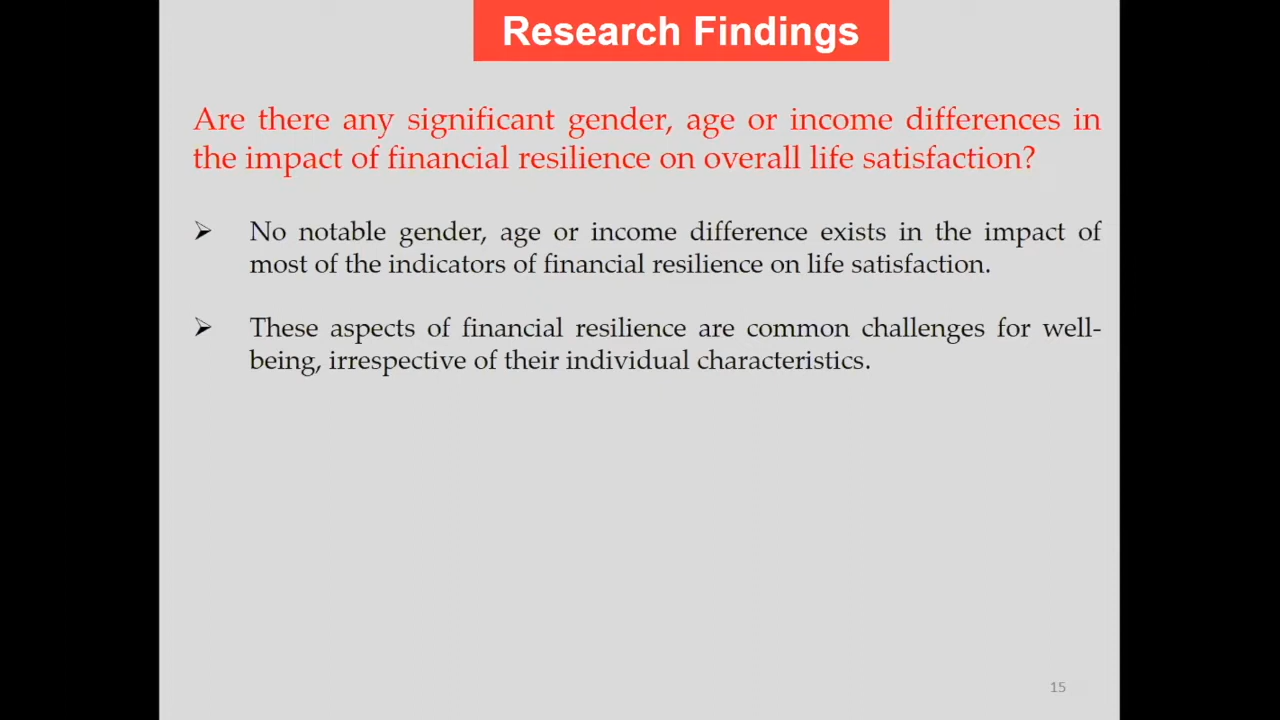 Research Findings
Are there any significant gender, age or income differences in
the impact of financial resilience on overall life satisfaction?
➢ No notable gender, age or income difference exists in the impact of
most of the indicators of financial resilience on life satisfaction.
➢ These aspects of financial resilience are common challenges for well-
being, irrespective of their individual characteristics.
15